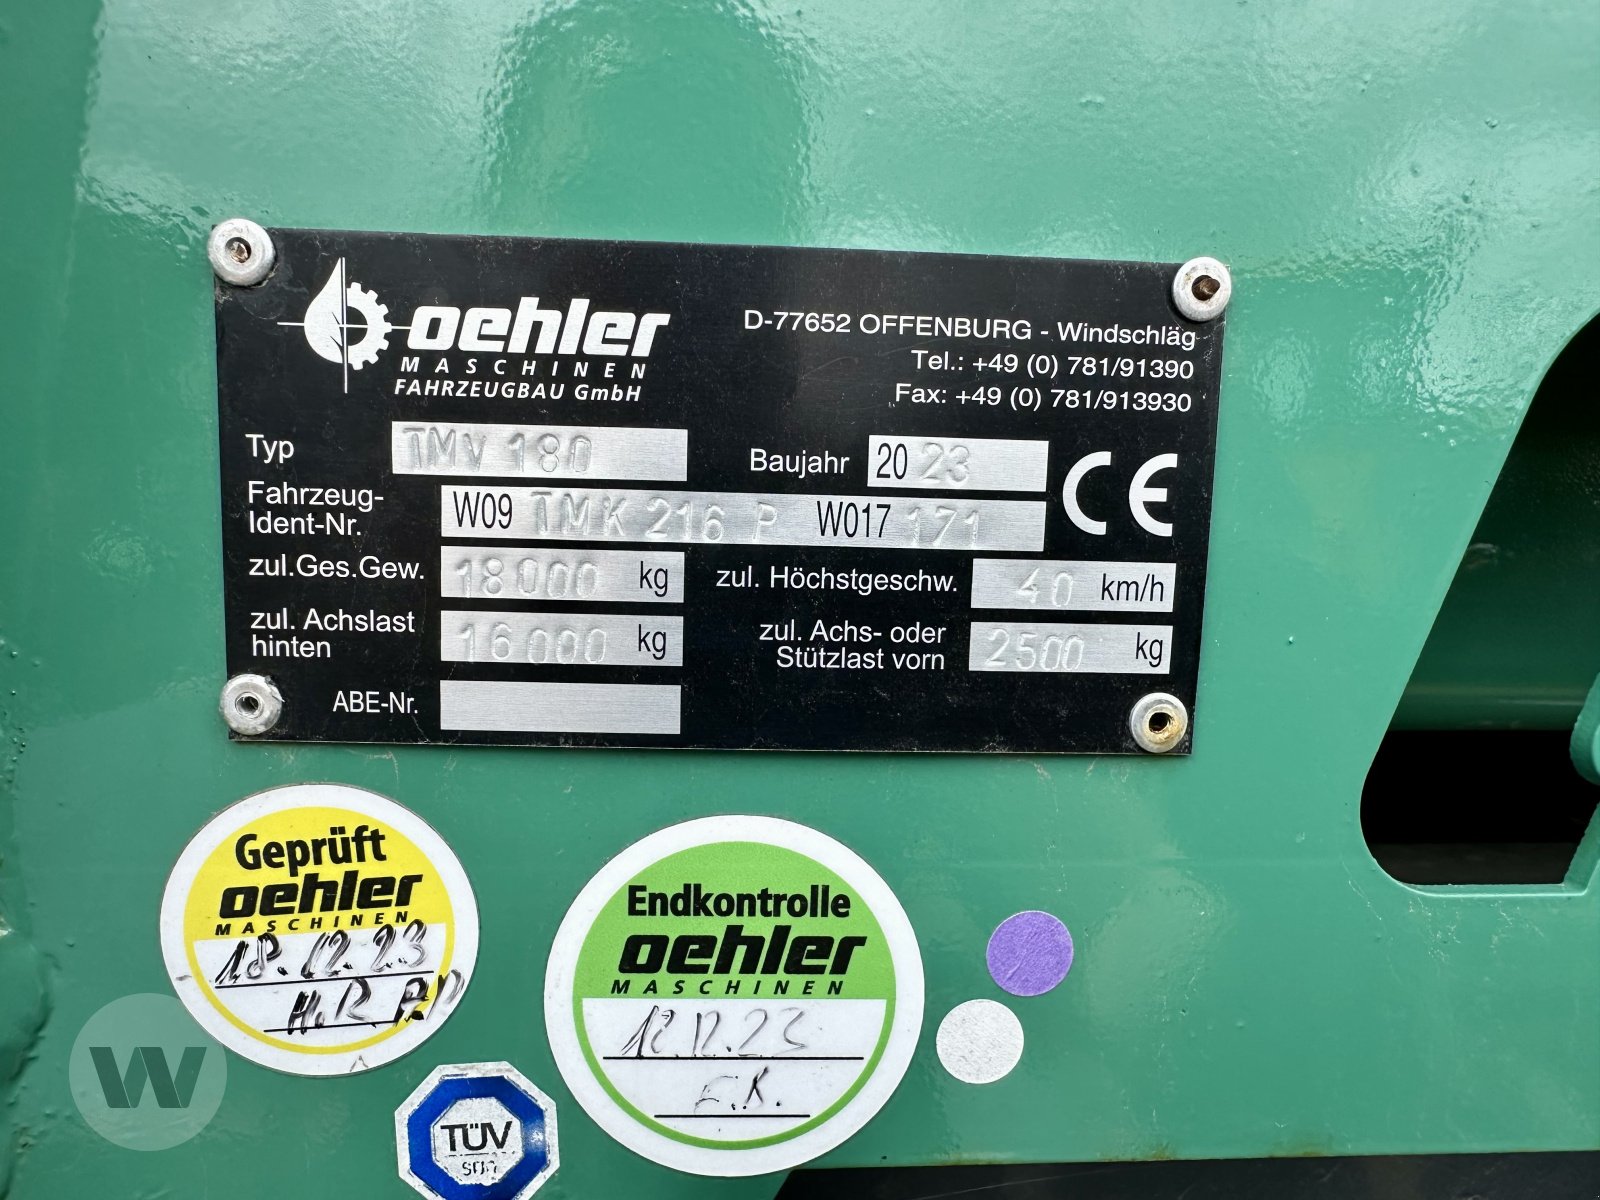 oehler
MASCHINEN
FAHRZEUGBAU GmbH
D-77652 OFFENBURG - Windschläg
Tel.: +49 (0) 781/91390
Fax: +49 (0) 781/913930
Typ TMV 180
Baujahr 20 23
CE
Fahrzeug-
Ident-Nr. W09 TMK 216 P W017 171
zul.Ges.Gew. 18000 kg
zul. Höchstgeschw. 40 km/h
zul. Achslast
hinten 16000 kg
zul. Achs- oder
Stützlast vorn 2500 kg
ABE-Nr.
Geprüft
oehler
MASCHINEN
18.12.23
Endkontrolle
oehler
MASCHINEN
18.12.23
E.K.
TÜV
SÜD
W